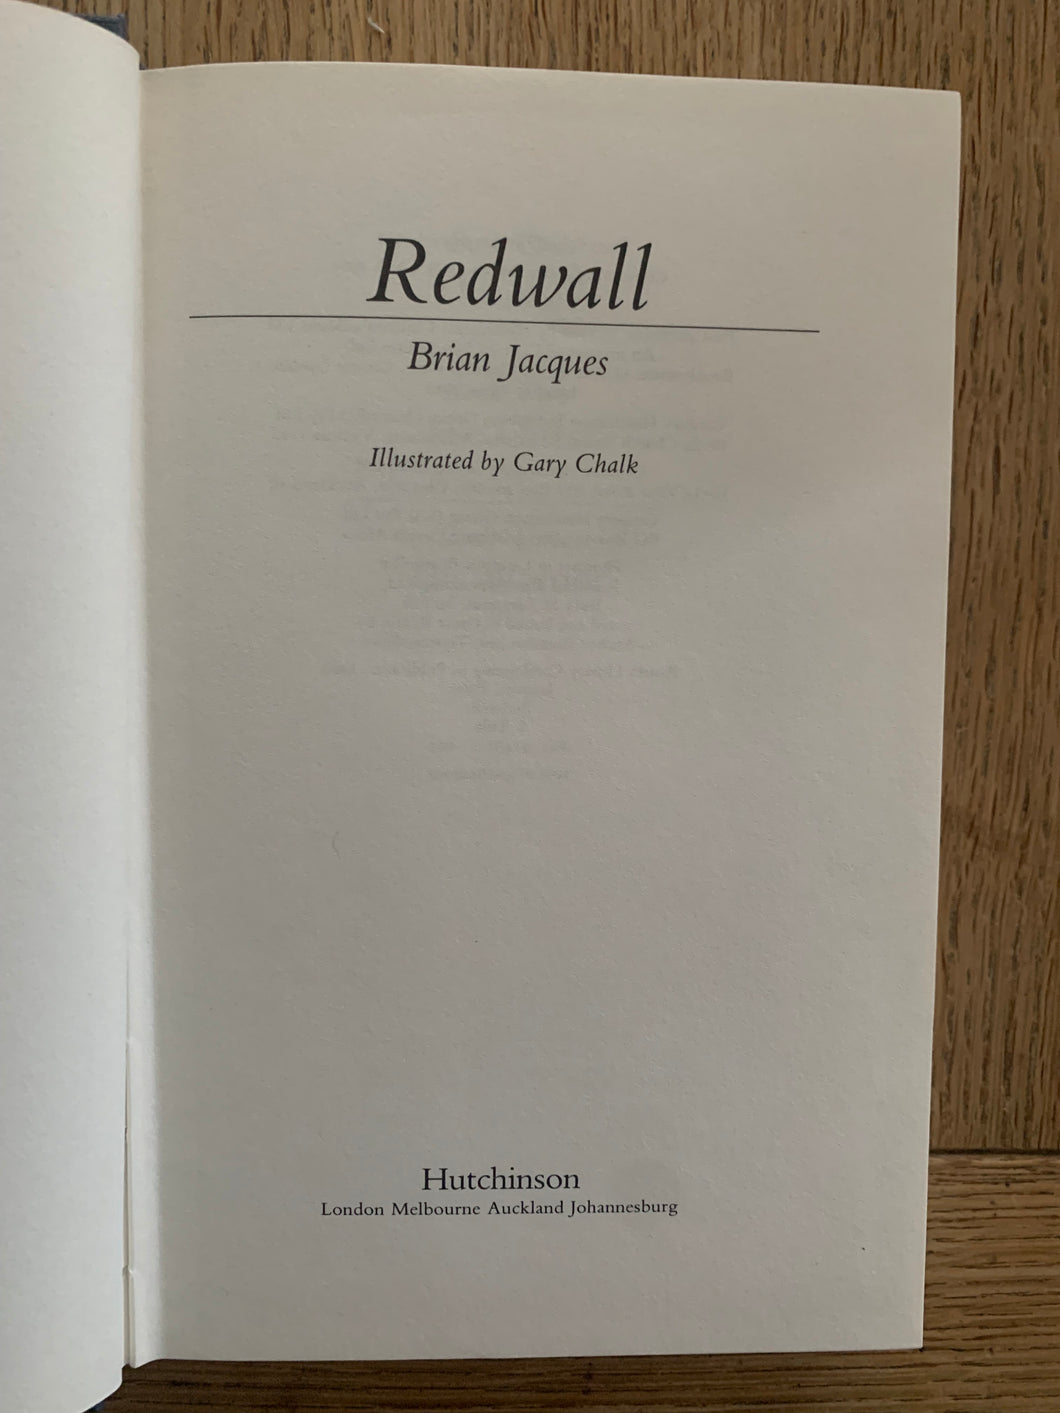 Redwall
Brian Jacques
Illustrated by Gary Chalk
Hutchinson
London Melbourne Auckland Johannesburg